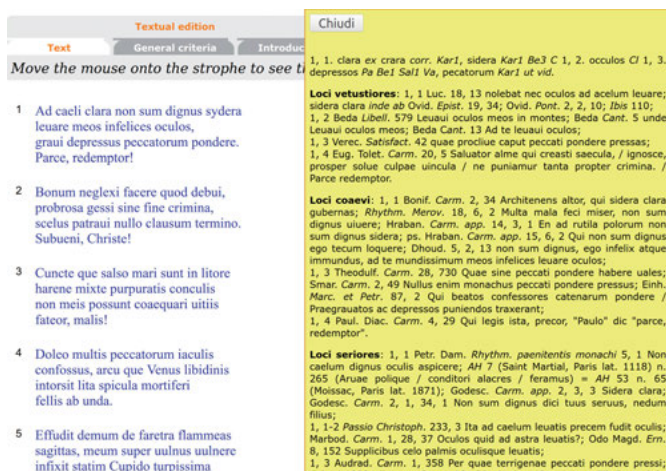 Textual edition
Text
General criteria
Introduc
Move the mouse onto the strophe to see th
1 Ad caeli clara non sum dignus sydera
leuare meos infelices oculos,
graui depressus peccatorum pondere.
Parce, redemptor!
2 Bonum neglexi facere quod debui,
probrosa gessi sine fine crimina,
scelus patraui nullo clausum termino.
Subueni, Christe!
3 Cuncte que salso mari sunt in litore
harene mixte purpuratis conculis
non meis possunt coaequari uitiis
fateor, malis!
4 Doleo multis peccatorum iaculis
confossus, arcu que Venus libidinis
intorsit lita spicula mortiferi
fellis ab unda.
5 Effudit demum de faretra flammeas
sagittas, meum super uulnus uulnere
infixit statim Cupido turpissima
Chiudi
1, 1. clara ex crara corr. Kar1, sidera Kar1 Be3 C 1, 2. occulos Cl 1, 3.
depressos Pa Be1 Sal1 Va, pecatorum Kar1 ut vid.
Loci vetustiores: 1, 1 Luc. 18, 13 nolebat nec oculos ad acelum leuare;
sidera clara inde ab Ovid. Epist. 19, 34; Ovid. Pont. 2, 2, 10; Ibis 110;
1, 2 Beda Libell. 579 Leuaui oculos meos in montes; Beda Cant. 5 unde
Leuaui oculos meos; Beda Cant. 13 Ad te leuaui oculos;
1, 3 Verec. Satisfact. 42 quae procliue caput peccati pondere pressas;
1, 4 Eug. Tolet. Carm. 20, 5 Saluator alme qui creasti saecula, / ignosce,
prosper solue culpae uincula / ne puniamur tanta propter crimina. /
Parce redemptor.
Loci coaevi: 1, 1 Bonif. Carm. 2, 34 Architenens altor, qui sidera clara
gubernas; Rhythm. Merov. 18, 6, 2 Multa mala feci miser, non sum
dignus uiuere; Hraban. Carm. app. 14, 3, 1 En ad rutila polorum non
sum dignus sidera; ps. Hraban. Carm. app. 15, 6, 2 Qui non sum dignus
ego tecum loquere; Dhoud. 5, 2, 13 non sum dignus, ego infelix atque
immundus, ad te mundissimum meos infelices leuare oculos;
1, 3 Theodulf. Carm. 28, 730 Quae sine peccati pondere habere uales;
Smar. Carm. 2, 49 Nullus enim monachus peccati pondere pressus; Einh.
Marc. et Petr. 87, 2 Qui beatos confessores catenarum pondere /
Praegrauatos ac depressos puniendos traxerant;
1, 4 Paul. Diac. Carm. 4, 29 Qui legis ista, precor, "Paulo" dic "parce,
redemptor".
Loci seriores: 1, 1 Petr. Dam. Rhythm. paenitentis monachi 5, 1 Non
caelum dignus oculis aspicere; AH 7 (Saint Martial, Paris lat. 1118) n.
265 (Aruae polique / conditori alacres / feramus) = AH 53 n. 65
(Moissac, Paris lat. 1871); Godesc. Carm. app. 2, 3, 3 Sidera clara;
Godesc. Carm. 2, 1, 34, 1 Non sum dignus dici tuus seruus, nedum
filius;
1, 1-2 Passio Christoph. 233, 3 Ita ad caelum leuatis precem fudit oculis;
Marbod. Carm. 1, 28, 37 Oculos quid ad astra leuatis?; Odo Magd. Ern.
8, 152 Supplicibus celo palmis oculisque leuatis;
1, 3 Audrad. Carm. 1, 358 Per quae terrigenae peccati pondere pressi;